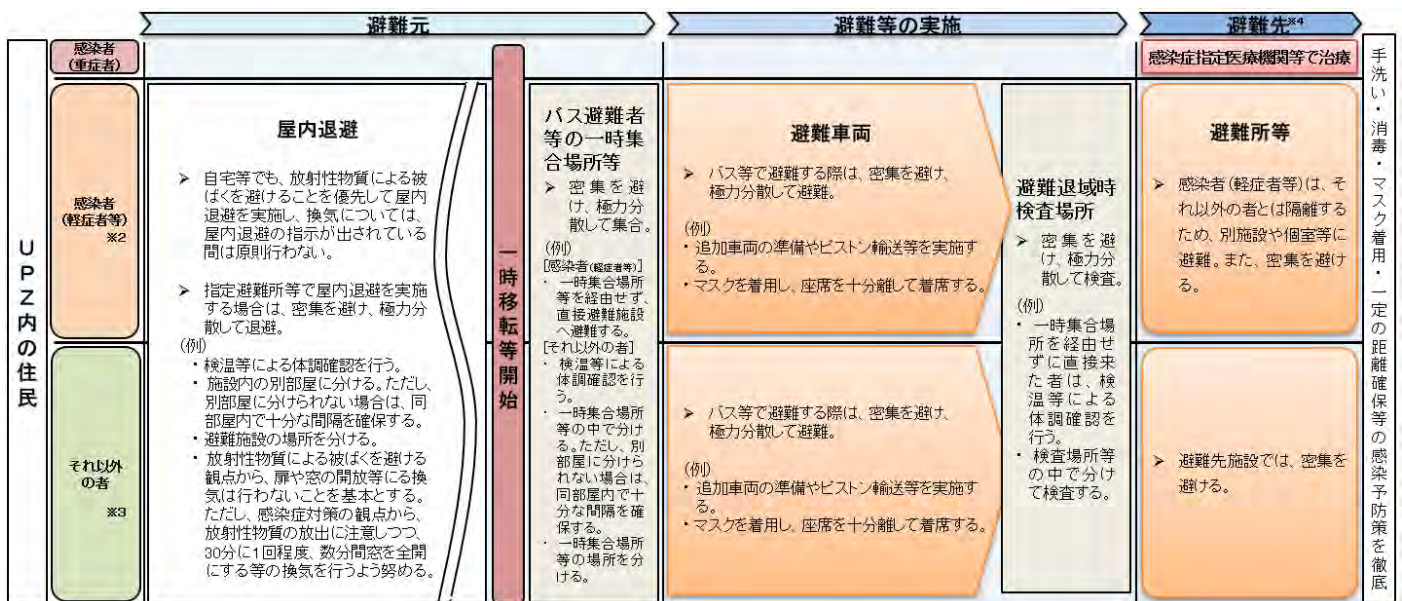 避難元
避難等の実施
避難先※4
UPZ内の住民
感染者
(重症者)
感染症指定医療機関等で治療
感染者
(軽症者等)
※2
それ以外
の者
※3
屋内退避
➢ 自宅等でも、放射性物質による被
ばくを避けることを優先して屋内
退避を実施し、換気については、
屋内退避の指示が出されている
間は原則行わない。
➢ 指定避難所等で屋内退避を実施
する場合は、密集を避け、極力分
散して退避。
(例)
・検温等による体調確認を行う。
・施設内の別部屋に分ける。ただし、
別部屋に分けられない場合は、同
部屋内で十分な間隔を確保する。
・避難施設の場所を分ける。
・放射性物質による被ばくを避ける
観点から、扉や窓の開放等にる換
気は行わないことを基本とする。
ただし、感染症対策の観点から、
放射性物質の放出に注意しつつ、
30分に1回程度、数分間窓を全開
にする等の換気を行うよう努める。
一時移転等開始
バス避難者
等の一時集
合場所等
➢ 密集を避
け、極力分
散して集合。
(例)
[感染者(軽症者等)]
・一時集合場所
等を経由せず、
直接避難施設
へ避難する。
[それ以外の者]
・検温等による
体調確認を行
う。
・一時集合場所
等の中で分け
る。ただし、別
部屋に分けら
れない場合は、
同部屋内で十
分な間隔を確
保する。
・一時集合場所
等の場所を分
ける。
避難車両
➢ バス等で避難する際は、密集を避け、
極力分散して避難。
(例)
・追加車両の準備やピストン輸送等を実施す
る。
・マスクを着用し、座席を十分離して着席する。
➢ バス等で避難する際は、密集を避け、
極力分散して避難。
(例)
・追加車両の準備やピストン輸送等を実施す
る。
・マスクを着用し、座席を十分離して着席する。
避難退域時
検査場所
➢ 密集を避
け、極力分
散して検査。
(例)
・一時集合場
所を経由せ
ずに直接来
た者は、検
温等による
体調確認を
行う。
・検査場所等
の中で分け
て検査する。
避難所等
➢ 感染者(軽症者等)は、そ
れ以外の者とは隔離する
ため、別施設や個室等に
避難。また、密集を避け
る。
➢ 避難先施設では、密集を
避ける。
手洗い・消毒・マスク着用・一定の距離確保等の感染予防策を徹底